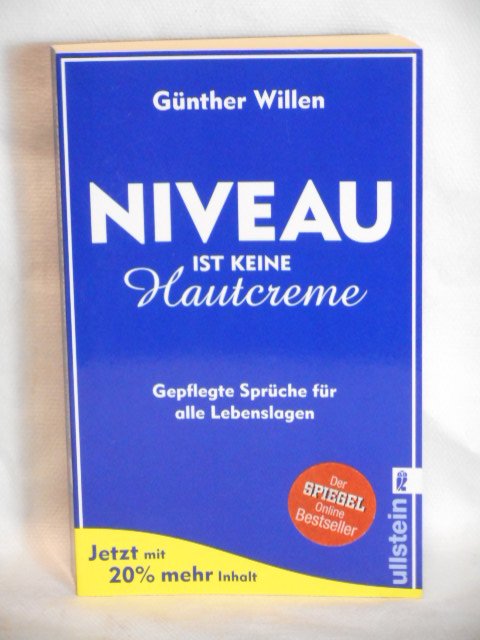 Günther Willen
NIVEAU
IST KEINE
Hautcreme
Gepflegte Sprüche für
alle Lebenslagen
Der
SPIEGEL
Online
Bestseller
ullstein
Jetzt mit
20% mehr Inhalt